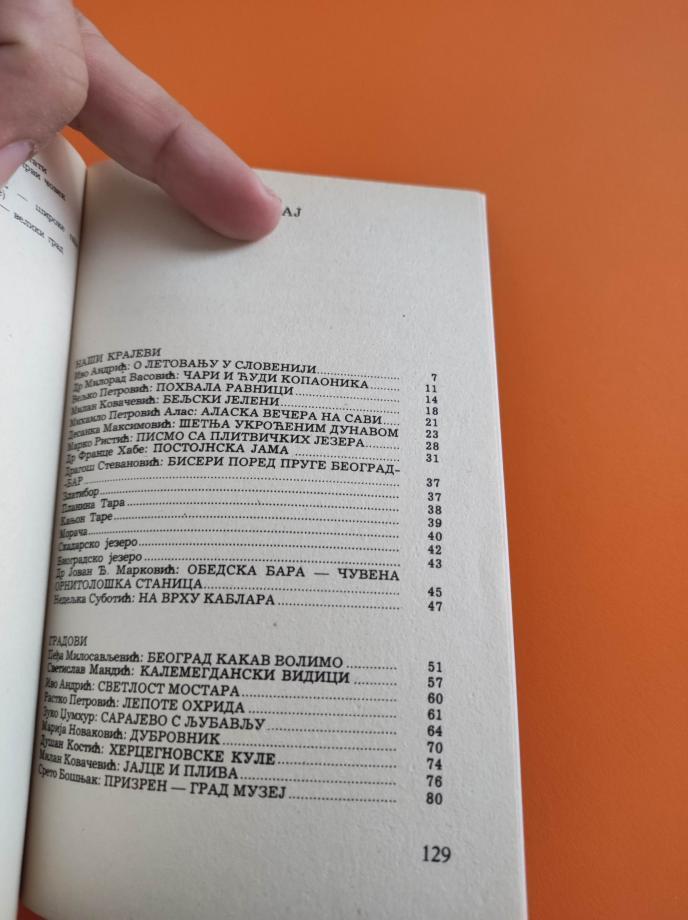 ати
први човек
— широке
— велики град
АЈ
НАШИ КРАЈЕВИ
Иво Андрић: О ЛЕТОВАЊУ У СЛОВЕНИЈИ 7
Др Милорад Васовић: ЧАРИ И ЋУДИ КОПАОНИКА 11
Вељко Петровић: ПОХВАЛА РАВНИЦИ 14
Милан Ковачевић: БЕЉСКИ ЈЕЛЕНИ 18
Михаило Петровић Алас: АЛАСКА ВЕЧЕРА НА САВИ 21
Десанка Максимовић: ШЕТЊА УКРОЋЕНИМ ДУНАВОМ 23
Марко Ристић: ПИСМО СА ПЛИТВИЧКИХ ЈЕЗЕРА 28
Др Франце Хабе: ПОСТОЈНСКА ЈАМА 31
Драгош Стевановић: БИСЕРИ ПОРЕД ПРУГЕ БЕОГРАД-
-БАР 37
Златибор 37
Планина Тара 38
Кањон Таре 39
Морача 40
Скадарско језеро 42
Биоградско језеро 43
Др Јован Ђ. Марковић: ОБЕДСКА БАРА — ЧУВЕНА
ОРНИТОЛОШКА СТАНИЦА 45
Недељка Суботић: НА ВРХУ КАБЛАРА 47
ГРАДОВИ
Пеђа Милосављевић: БЕОГРАД КАКАВ ВОЛИМО 51
Светислав Мандић: КАЛЕМЕГДАНСКИ ВИДИЦИ 57
Иво Андрић: СВЕТЛОСТ МОСТАРА 60
Растко Петровић: ЛЕПОТЕ ОХРИДА 61
Зуко Џумхур: САРАЈЕВО С ЉУБАВЉУ 64
Марија Новаковић: ДУБРОВНИК 70
Душан Костић: ХЕРЦЕГНОВСКЕ КУЛЕ 74
Милан Ковачевић: ЈАЈЦЕ И ПЛИВА 76
Срето Бошњак: ПРИЗРЕН — ГРАД МУЗЕЈ 80
129